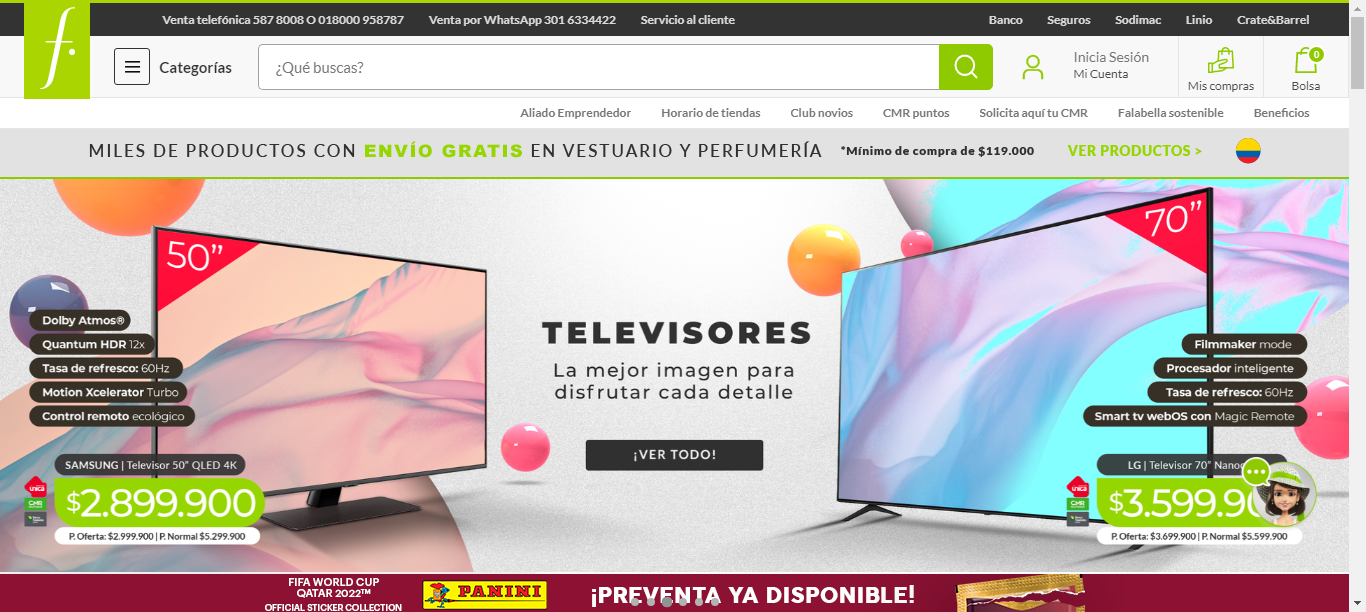 Venta telefónica 587 8008 O 018000 958787 Venta por WhatsApp 301 6334422 Servicio al cliente Banco Seguros Sodimac Linio Crate&Barrel
f.
Categorías
¿Qué buscas?
Inicia Sesión
Mi Cuenta
Mis compras
0
Bolsa
Aliado Emprendedor Horario de tiendas Club novios CMR puntos Solicita aquí tu CMR Falabella sostenible Beneficios
MILES DE PRODUCTOS CON ENVÍO GRATIS EN VESTUARIO Y PERFUMERÍA *Mínimo de compra de $119.000 VER PRODUCTOS >
50”
Dolby Atmos®
Quantum HDR 12x
Tasa de refresco: 60Hz
Motion Xcelerator Turbo
Control remoto ecológico
SAMSUNG | Televisor 50” QLED 4K
única
CMR
$2.899.900
P. Oferta: $2.999.900 | P. Normal $5.299.900
TELEVISORES
La mejor imagen para
disfrutar cada detalle
¡VER TODO!
70”
Filmmaker mode
Procesador inteligente
Tasa de refresco: 60Hz
Smart tv webOS con Magic Remote
LG | Televisor 70”
única
CMR
$3.599.90
P. Oferta: $3.699.900 | P. Normal $5.599.900
FIFA WORLD CUP
QATAR 2022™
OFFICIAL STICKER COLLECTION
PANINI
¡PREVENTA YA DISPONIBLE!